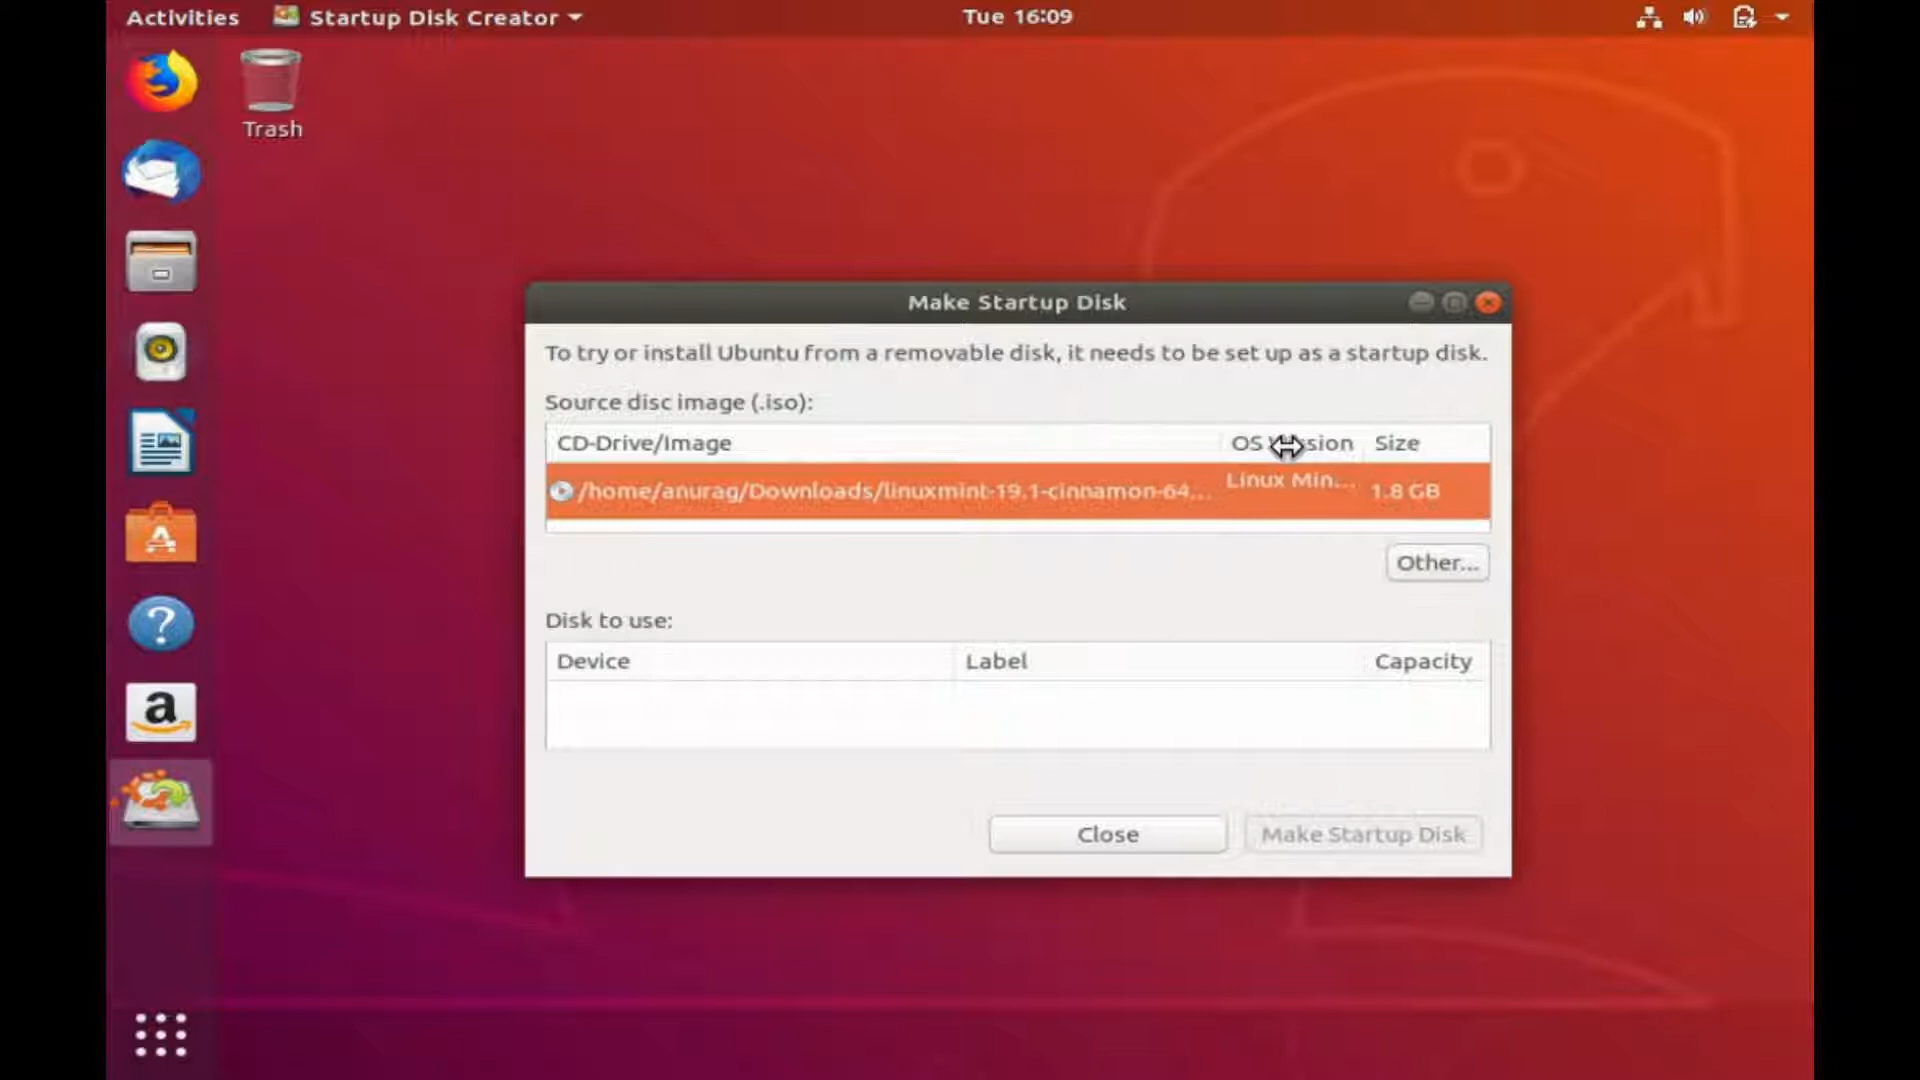 Activities
Startup Disk Creator
Tue 16:09
Trash
Make Startup Disk
To try or install Ubuntu from a removable disk, it needs to be set up as a startup disk.
Source disc image (.iso):
CD-Drive/Image OS Size
/home/anurag/Downloads/linuxmint-19.1-cinnamon-64... Linux Min... 1.8 GB
Other...
Disk to use:
Device Label Capacity
Close Make Startup Disk